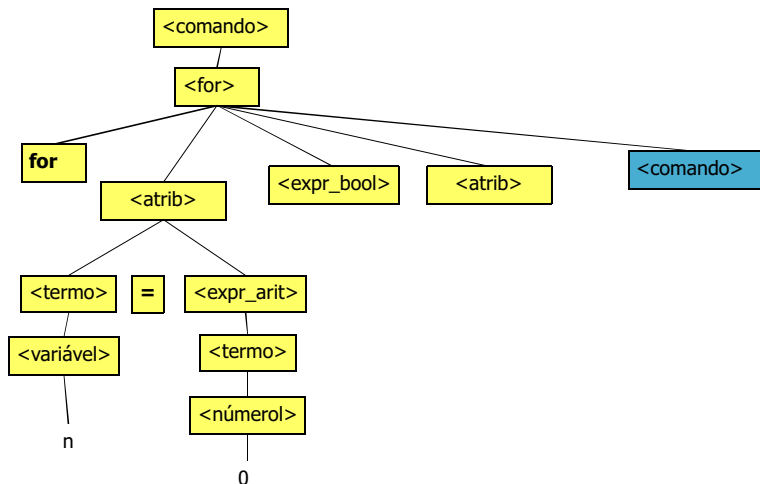 <comando>
<for>
for
<atrib>
<expr_bool>
<atrib>
<comando>
<termo>
=
<expr_arit>
<variável>
<termo>
<númerol>
n
0